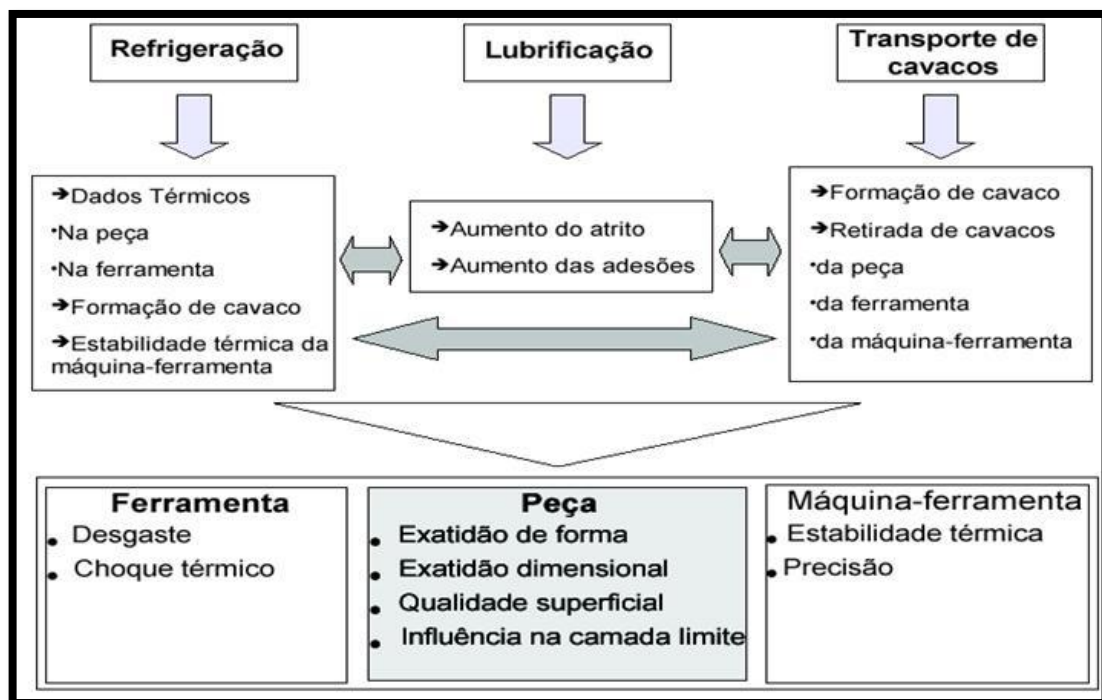 Refrigeração
Lubrificação
Transporte de
cavacos
➔Dados Térmicos
•Na peça
•Na ferramenta
➔Formação de cavaco
➔Estabilidade térmica da
máquina-ferramenta
➔Aumento do atrito
➔Aumento das adesões
➔Formação de cavaco
➔Retirada de cavacos
•da peça
•da ferramenta
•da máquina-ferramenta
Ferramenta
• Desgaste
• Choque térmico
Peça
• Exatidão de forma
• Exatidão dimensional
• Qualidade superficial
• Influência na camada limite
Máquina-ferramenta
• Estabilidade térmica
• Precisão